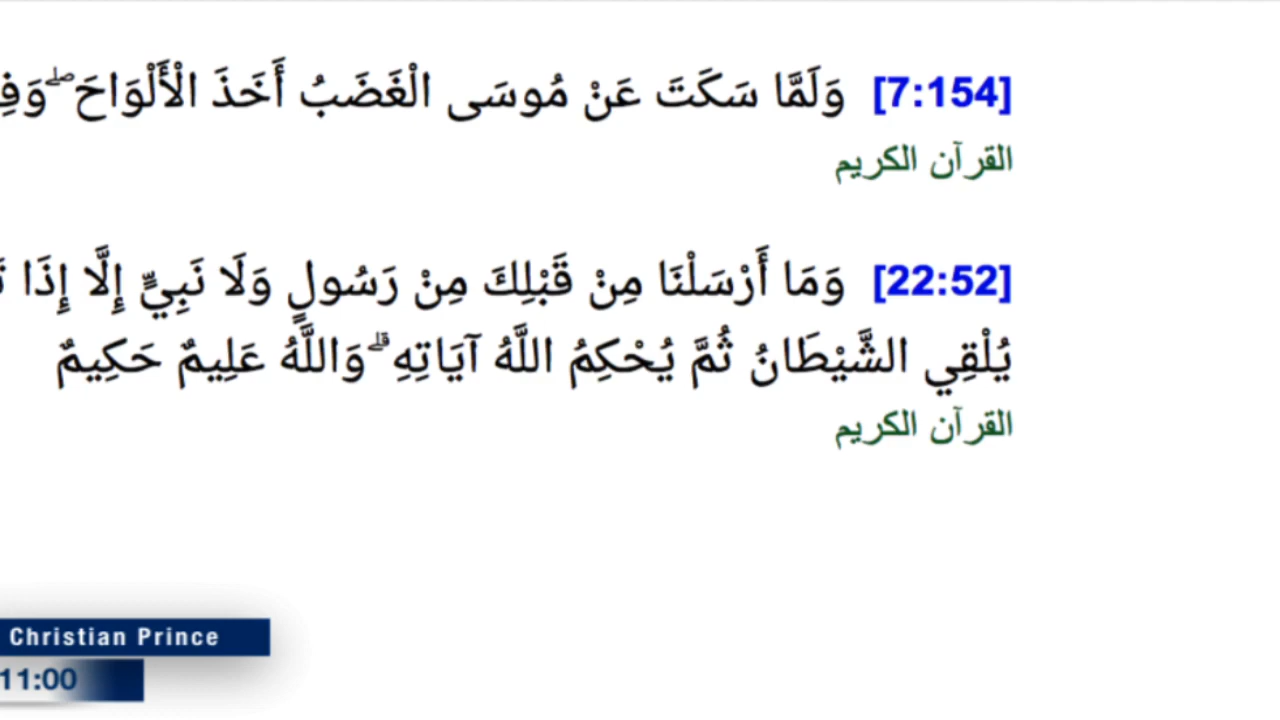 [7:154] وَلَمَّا سَكَتَ عَنْ مُوسَى الْغَضَبُ أَخَذَ الْأَلْوَاحَ ۖ
القرآن الكريم
[22:52] وَمَا أَرْسَلْنَا مِنْ قَبْلِكَ مِنْ رَسُولٍ وَلَا نَبِيٍّ إِلَّا إِذَا
يُلْقِي الشَّيْطَانُ ثُمَّ يُحْكِمُ اللَّهُ آيَاتِهِ ۗ وَاللَّهُ عَلِيمٌ حَكِيمٌ
القرآن الكريم
Christian Prince
11:00